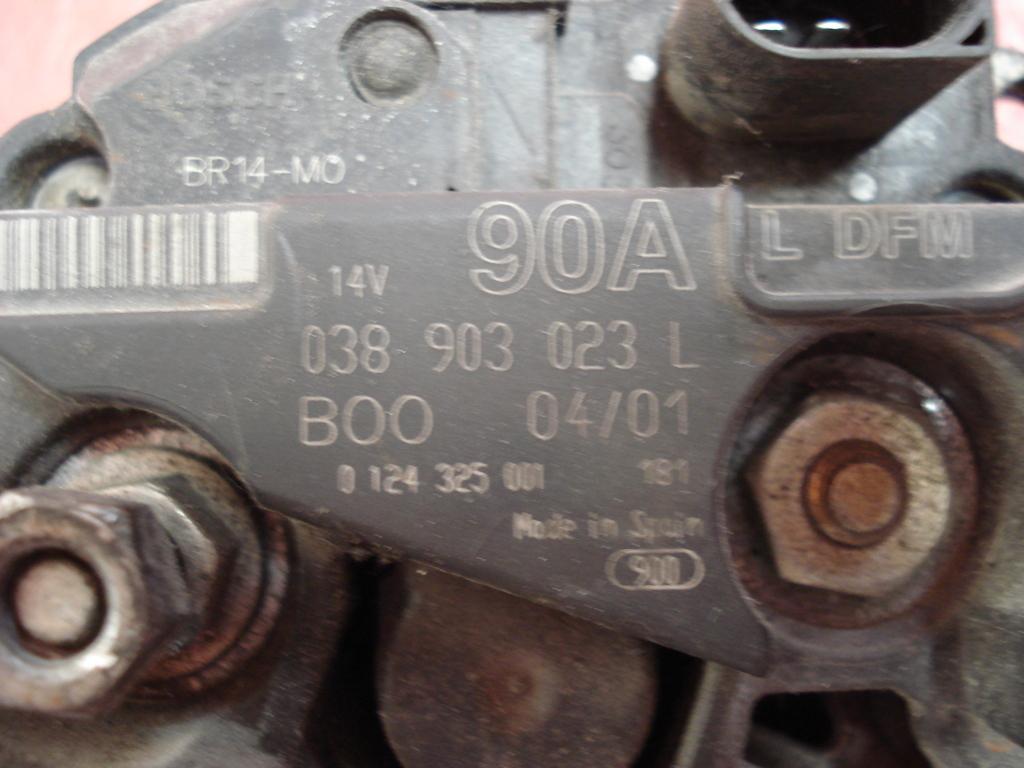 BOSCH
BR14-MO
90A
L DFM
14V
038 903 023 L
BOO 04/01
0 124 325 001 181
Made in Spain
900